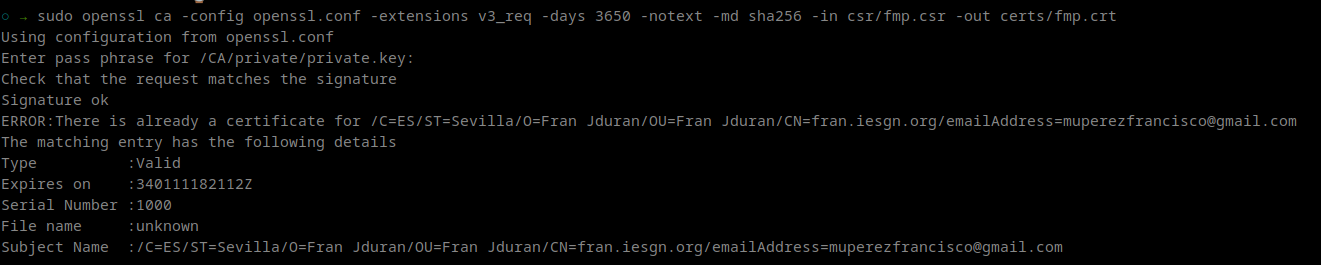 ○ → sudo openssl ca -config openssl.conf -extensions v3_req -days 3650 -notext -md sha256 -in csr/fmp.csr -out certs/fmp.crt
Using configuration from openssl.conf
Enter pass phrase for /CA/private/private.key:
Check that the request matches the signature
Signature ok
ERROR:There is already a certificate for /C=ES/ST=Sevilla/O=Fran Jduran/OU=Fran Jduran/CN=fran.iesgn.org/emailAddress=muperezfrancisco@gmail.com
The matching entry has the following details
Type          :Valid
Expires on    :340111182112Z
Serial Number :1000
File name     :unknown
Subject Name  :/C=ES/ST=Sevilla/O=Fran Jduran/OU=Fran Jduran/CN=fran.iesgn.org/emailAddress=muperezfrancisco@gmail.com